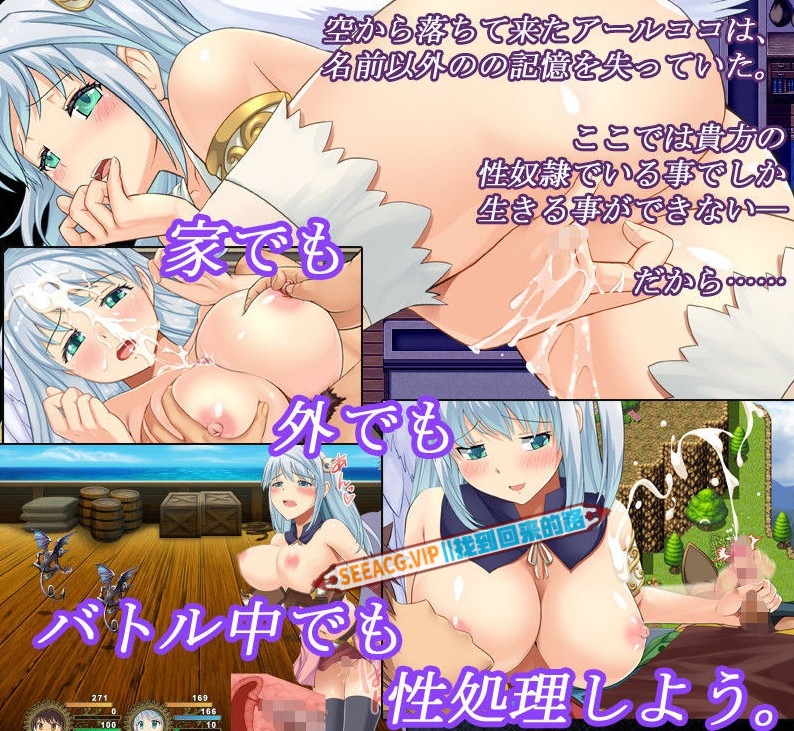 空から落ちて来たアールココは、
名前以外のの記憶を失っていた。
ここでは貴方の
性奴隷でいる事でしか
生きる事ができない―
だから……
家でも
外でも
SEEACG.VIP||找到回来的路
バトル中でも
271
0
100
169
166
10
性処理しよう。